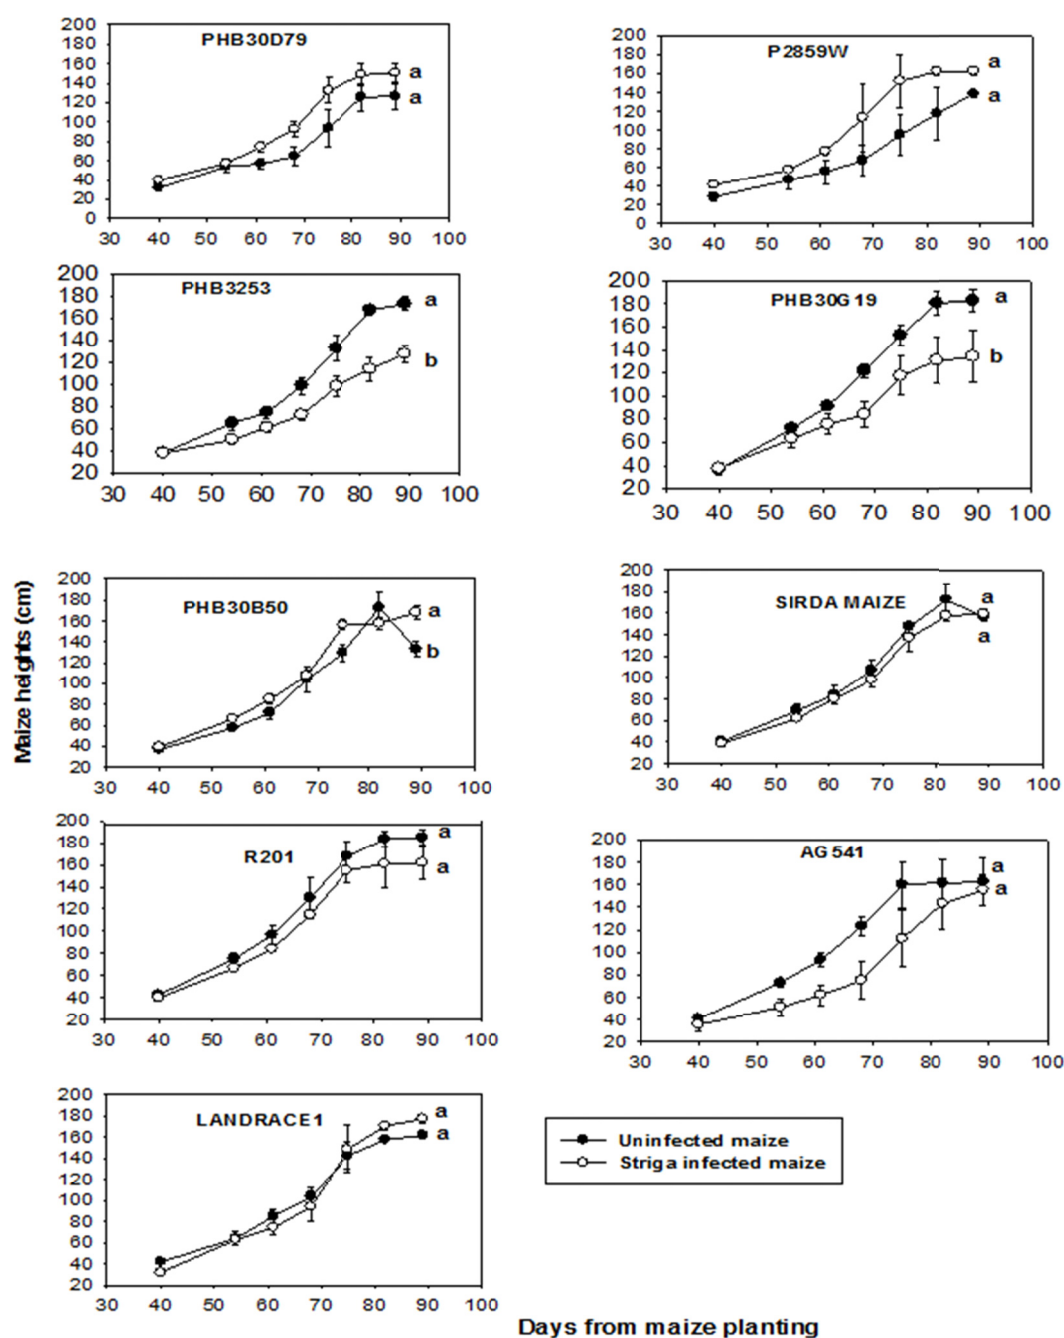 PHB30D79
200
180
160
140
120
100
80
60
40
20
0
a
a
30 40 50 60 70 80 90 100
P2859W
200
180
160
140
120
100
80
60
40
20
0
a
a
30 40 50 60 70 80 90 100
PHB3253
200
180
160
140
120
100
80
60
40
20
a
b
30 40 50 60 70 80 90 100
PHB30G19
200
180
160
140
120
100
80
60
40
20
a
b
30 40 50 60 70 80 90 100
Maize heights (cm)
PHB30B50
200
180
160
140
120
100
80
60
40
20
a
b
30 40 50 60 70 80 90 100
SIRDA MAIZE
200
180
160
140
120
100
80
60
40
20
a
a
30 40 50 60 70 80 90 100
R201
200
180
160
140
120
100
80
60
40
20
a
a
30 40 50 60 70 80 90 100
AG541
200
180
160
140
120
100
80
60
40
20
a
a
30 40 50 60 70 80 90 100
LANDRACE1
200
180
160
140
120
100
80
60
40
20
a
a
30 40 50 60 70 80 90 100
Uninfected maize
Striga infected maize
Days from maize planting